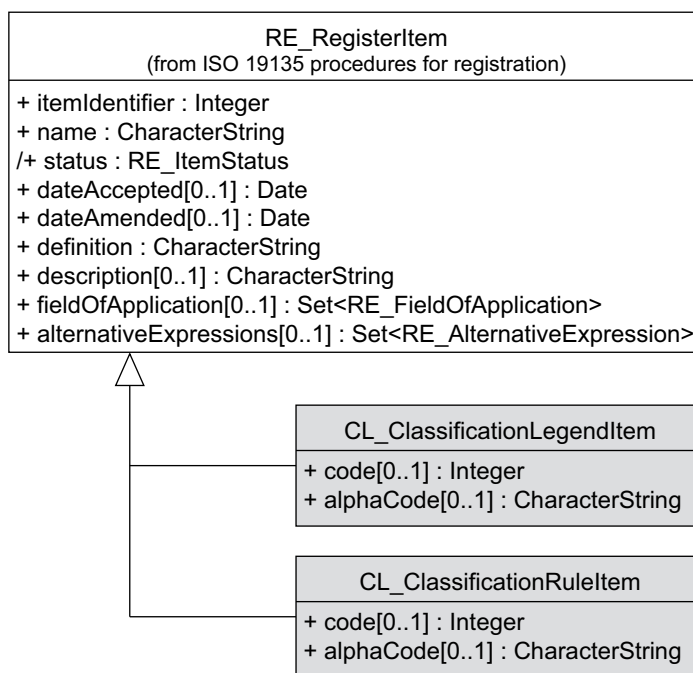 RE_RegisterItem
(from ISO 19135 procedures for registration)
+ itemIdentifier : Integer
+ name : CharacterString
/+ status : RE_ItemStatus
+ dateAccepted[0..1] : Date
+ dateAmended[0..1] : Date
+ definition : CharacterString
+ description[0..1] : CharacterString
+ fieldOfApplication[0..1] : Set<RE_FieldOfApplication>
+ alternativeExpressions[0..1] : Set<RE_AlternativeExpression>
CL_ClassificationLegendItem
+ code[0..1] : Integer
+ alphaCode[0..1] : CharacterString
CL_ClassificationRuleItem
+ code[0..1] : Integer
+ alphaCode[0..1] : CharacterString